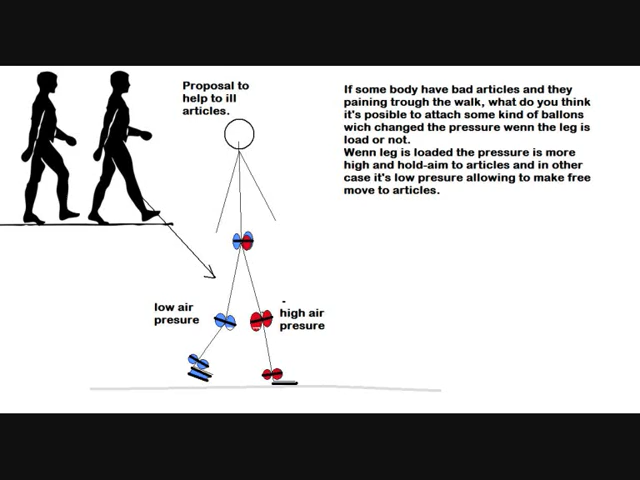 Proposal to
help to ill
articles.
If some body have bad articles and they
paining trough the walk, what do you think
it's posible to attach some kind of ballons
wich changed the pressure wenn the leg is
load or not.
Wenn leg is loaded the pressure is more
high and hold-aim to articles and in other
case it's low presure allowing to make free
move to articles.
low air
presure
high air
presure